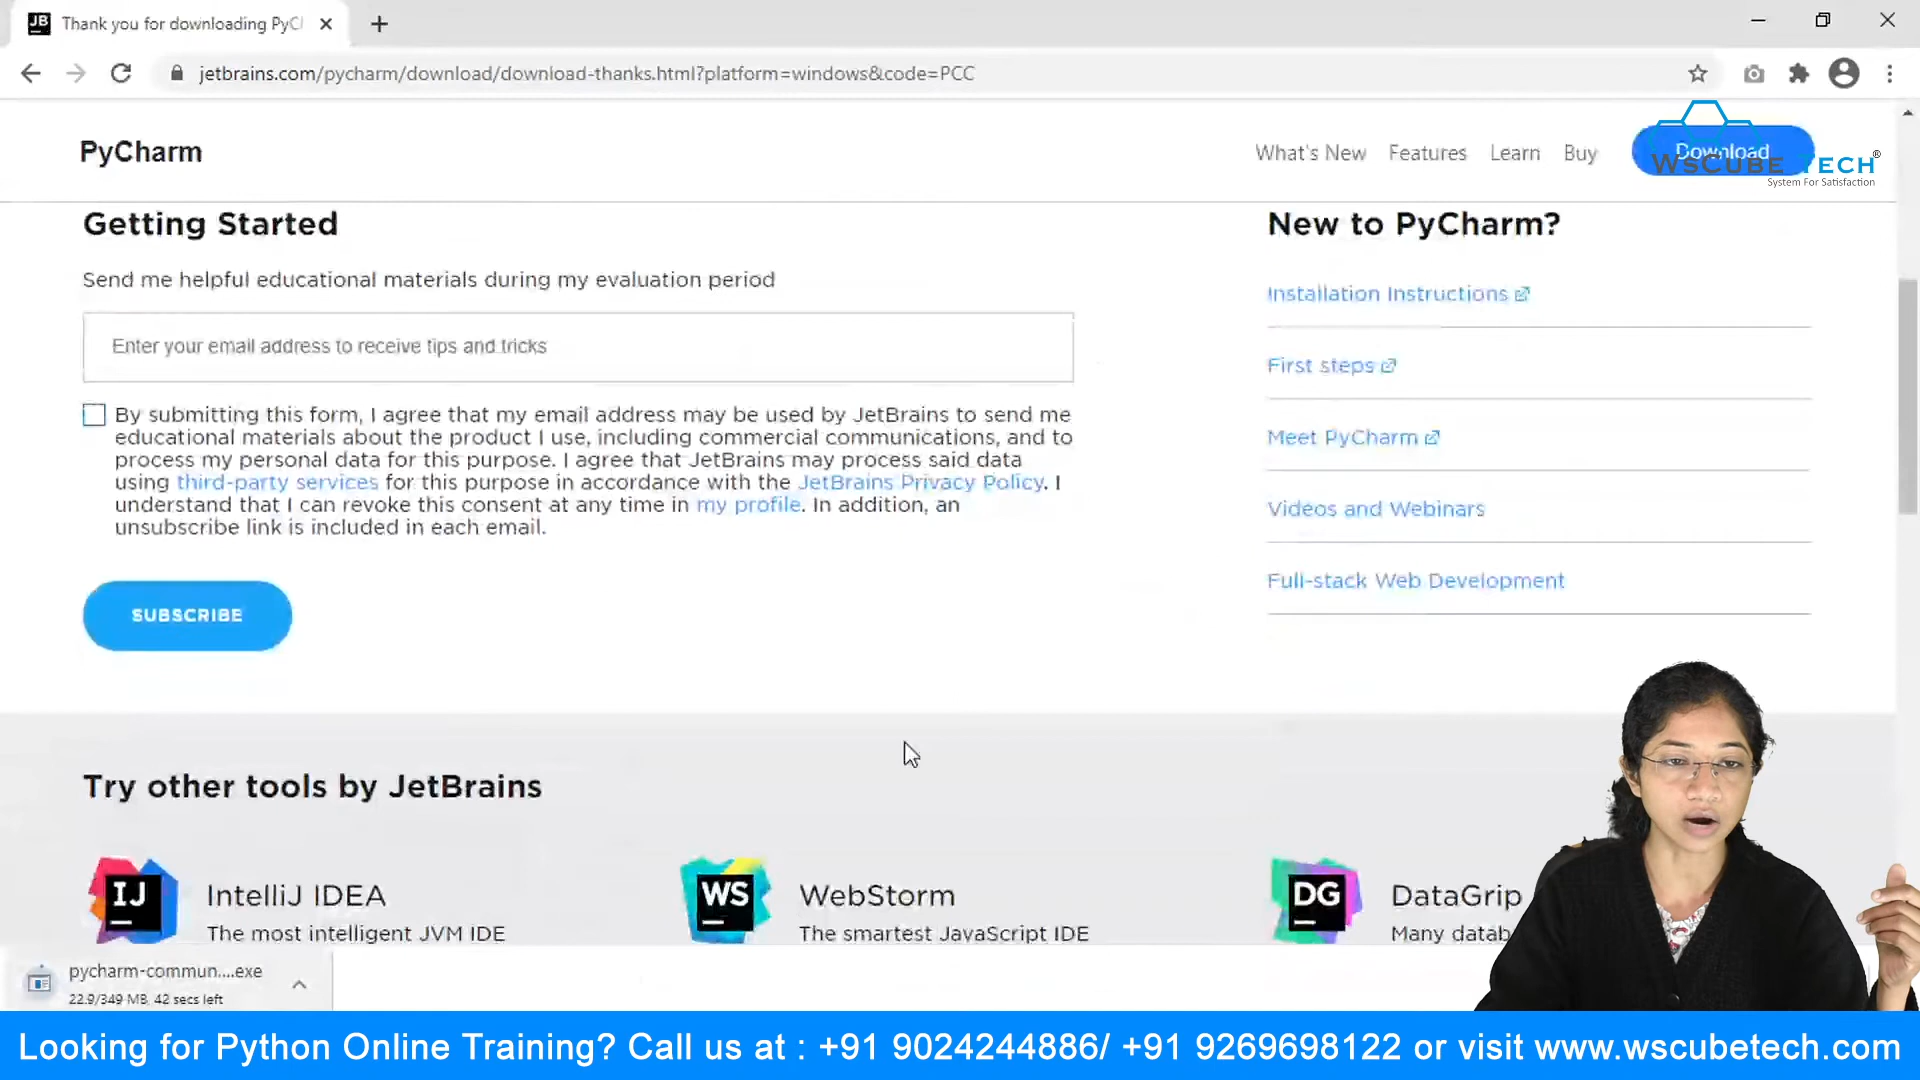 JB Thank you for downloading PyC
jetbrains.com/pycharm/download/download-thanks.html?platform=windows&code=PCC
PyCharm
What's New Features Learn Buy Download
WSCUBE TECH®
System For Satisfaction
Getting Started
Send me helpful educational materials during my evaluation period
Enter your email address to receive tips and tricks
By submitting this form, I agree that my email address may be used by JetBrains to send me
educational materials about the product I use, including commercial communications, and to
process my personal data for this purpose. I agree that JetBrains may process said data
using third-party services for this purpose in accordance with the JetBrains Privacy Policy. I
understand that I can revoke this consent at any time in my profile. In addition, an
unsubscribe link is included in each email.
SUBSCRIBE
New to PyCharm?
Installation Instructions
First steps
Meet PyCharm
Videos and Webinars
Full-stack Web Development
Try other tools by JetBrains
IJ
IntelliJ IDEA
The most intelligent JVM IDE
WS
WebStorm
The smartest JavaScript IDE
DG
DataGrip
Many datab
pycharm-commun....exe
22.9/349 MB, 42 secs left
Looking for Python Online Training? Call us at : +91 9024244886/ +91 9269698122 or visit www.wscubetech.com